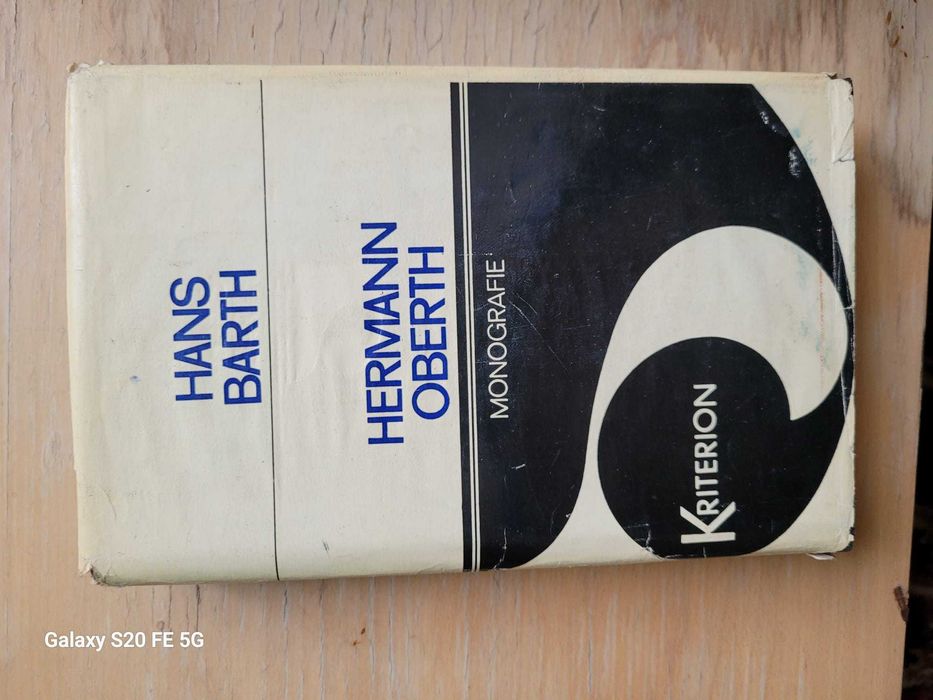 HANS
BARTH
HERMANN
OBERTH
MONOGRAFIE
KRITERION
Galaxy S20 FE 5G